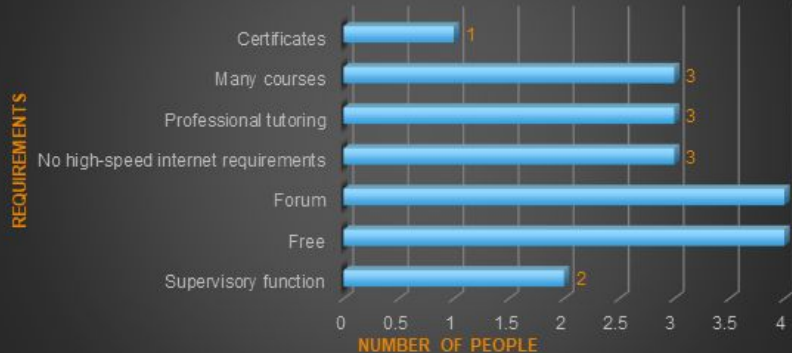 REQUIREMENTS
Certificates 1
Many courses 3
Professional tutoring 3
No high-speed internet requirements 3
Forum
Free
Supervisory function 2
0 0.5 1 1.5 2 2.5 3 3.5 4
NUMBER OF PEOPLE